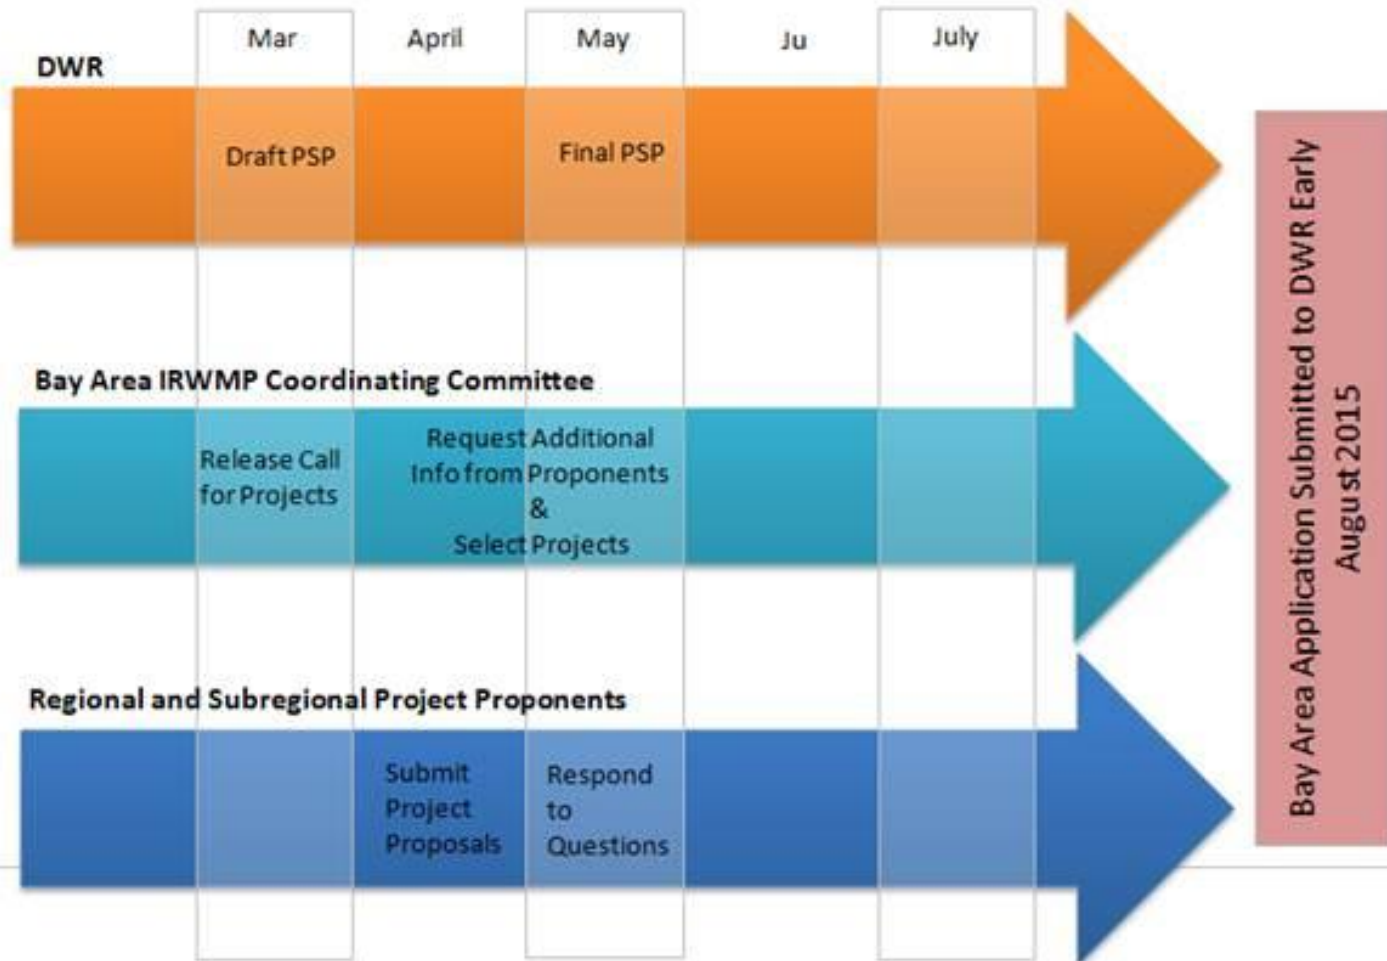 Mar April May Ju July
DWR
Draft PSP
Final PSP
Bay Area IRWMP Coordinating Committee
Release Call
for Projects
Request Additional
Info from Proponents
&
Select Projects
Regional and Subregional Project Proponents
Submit
Project
Proposals
Respond
to
Questions
Bay Area Application Submitted to DWR Early
August 2015